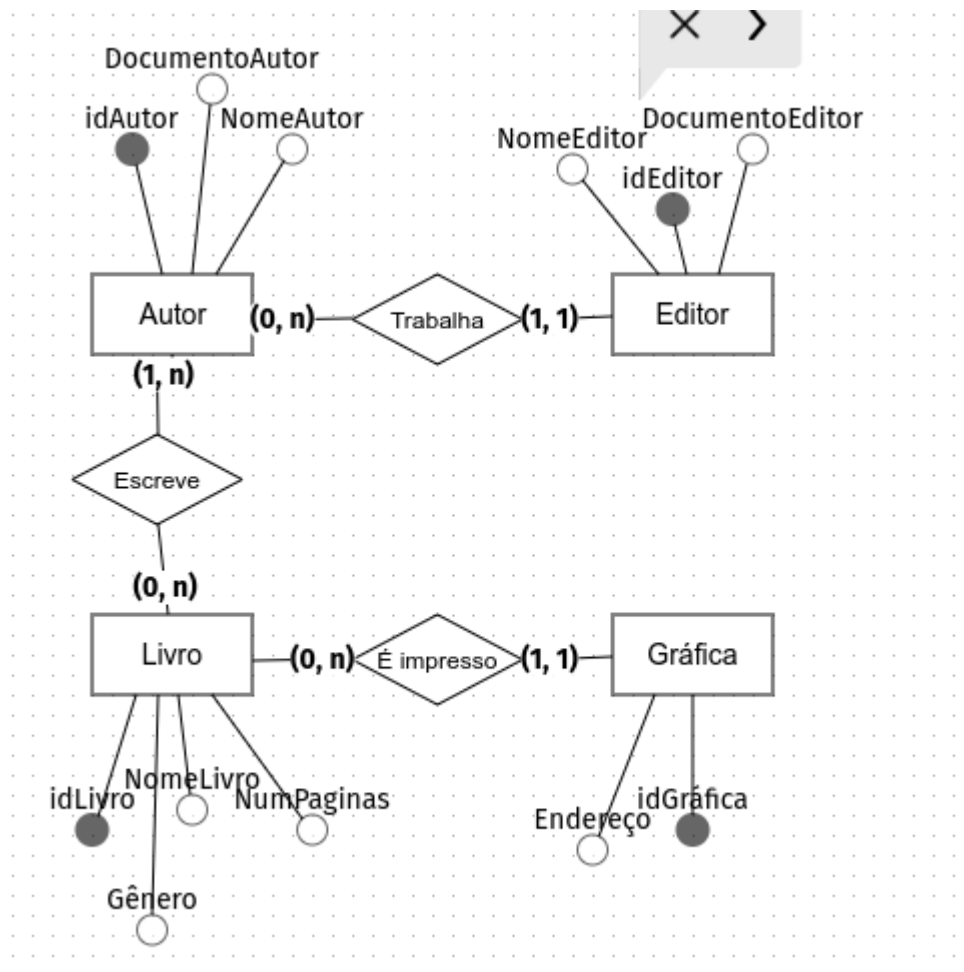 DocumentoAutor
idAutor
NomeAutor
NomeEditor
DocumentoEditor
idEditor
Autor
(0, n)
Trabalha
(1, 1)
Editor
(1, n)
Escreve
(0, n)
Livro
(0, n)
É impresso
(1, 1)
Gráfica
idLivro
NomeLivro
NumPaginas
Gênero
Endereço
idGráfica